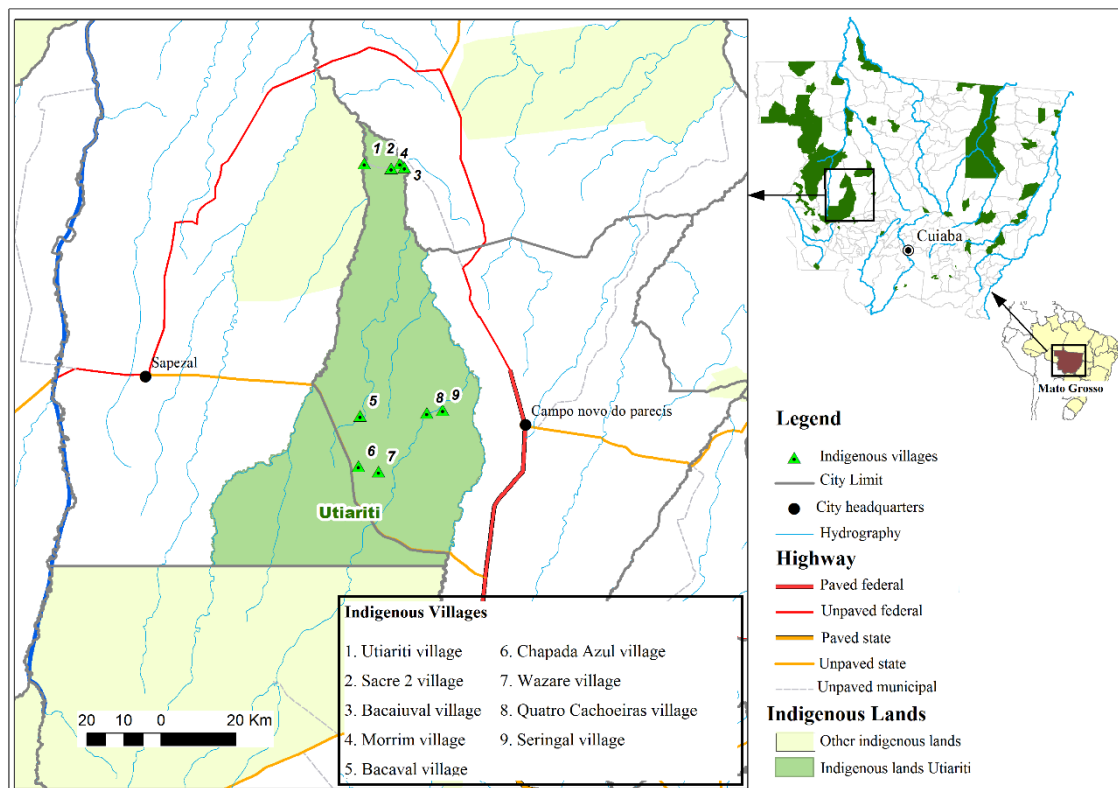 1 2 4
3
Sapezal
5
8 9
Campo novo do parecis
6
7
Utiariti
Indigenous Villages
1. Utiariti village
2. Sacre 2 village
3. Bacaiuval village
4. Morrim village
5. Bacaval village
6. Chapada Azul village
7. Wazare village
8. Quatro Cachoeiras village
9. Seringal village
20 10 0 20 Km
Cuiaba
Mato Grosso
Legend
Indigenous villages
City Limit
City headquarters
Hydrography
Highway
Paved federal
Unpaved federal
Paved state
Unpaved state
Unpaved municipal
Indigenous Lands
Other indigenous lands
Indigenous lands Utiariti